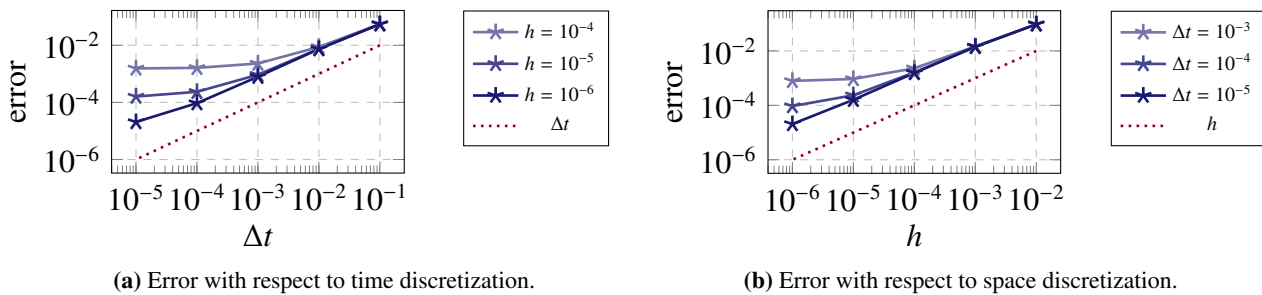 error
10⁻²
10⁻⁴
10⁻⁶
10⁻⁵ 10⁻⁴ 10⁻³ 10⁻² 10⁻¹
Δt
h = 10⁻⁴
h = 10⁻⁵
h = 10⁻⁶
Δt
(a) Error with respect to time discretization.
error
10⁻²
10⁻⁴
10⁻⁶
10⁻⁶ 10⁻⁵ 10⁻⁴ 10⁻³ 10⁻²
h
Δt = 10⁻³
Δt = 10⁻⁴
Δt = 10⁻⁵
h
(b) Error with respect to space discretization.